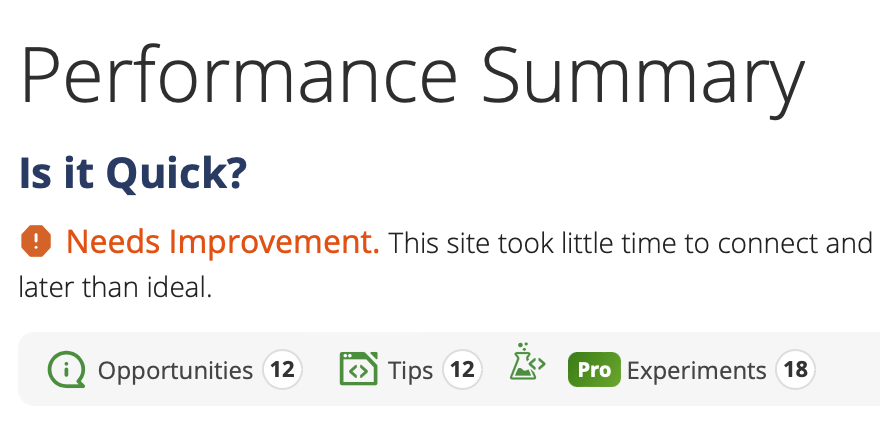 Performance Summary
Is it Quick?
Needs Improvement. This site took little time to connect and
later than ideal.
Opportunities 12 Tips 12 Pro Experiments 18